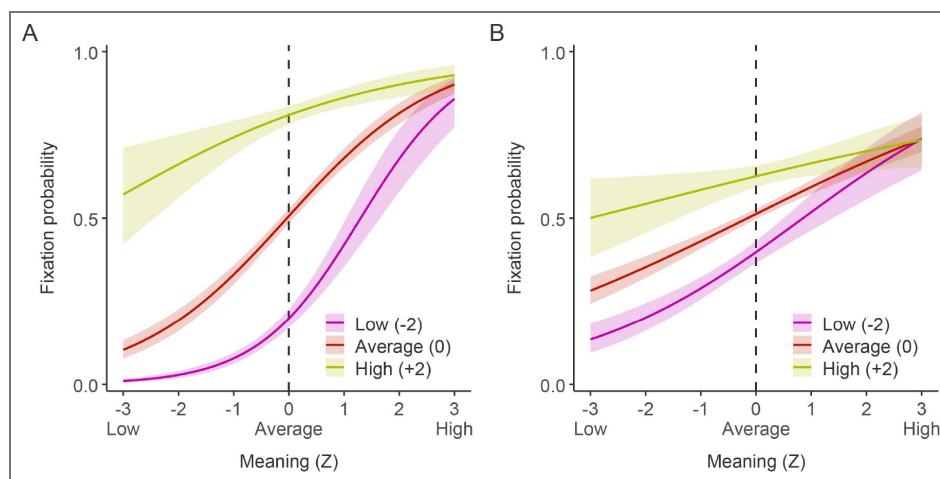 A
1.0
0.5
0.0
Fixation probability
Low (-2)
Average (0)
High (+2)
-3 -2 -1 0 1 2 3
Low Average High
Meaning (Z)
B
1.0
0.5
0.0
Fixation probability
Low (-2)
Average (0)
High (+2)
-3 -2 -1 0 1 2 3
Low Average High
Meaning (Z)